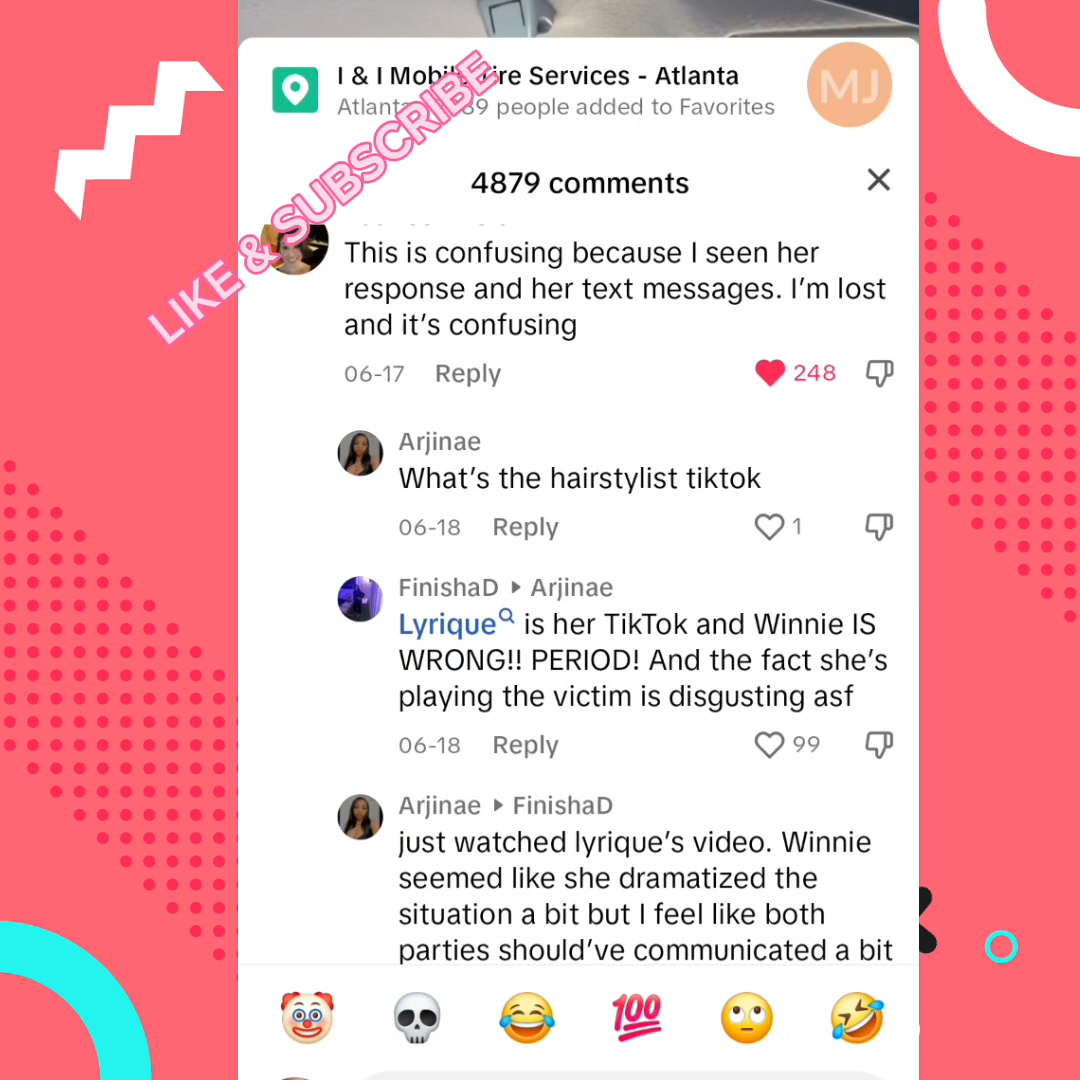 I & I Mobile Tire Services - Atlanta
MJ
89 people added to Favorites
LIKE & SUBSCRIBE
4879 comments
This is confusing because I seen her
response and her text messages. I’m lost
and it’s confusing
06-17 Reply 248
Arjinae
What’s the hairstylist tiktok
06-18 Reply 1
FinishaD Arjinae
Lyrique is her TikTok and Winnie IS
WRONG!! PERIOD! And the fact she’s
playing the victim is disgusting asf
06-18 Reply 99
Arjinae FinishaD
just watched lyrique’s video. Winnie
seemed like she dramatized the
situation a bit but I feel like both
parties should’ve communicated a bit
💯